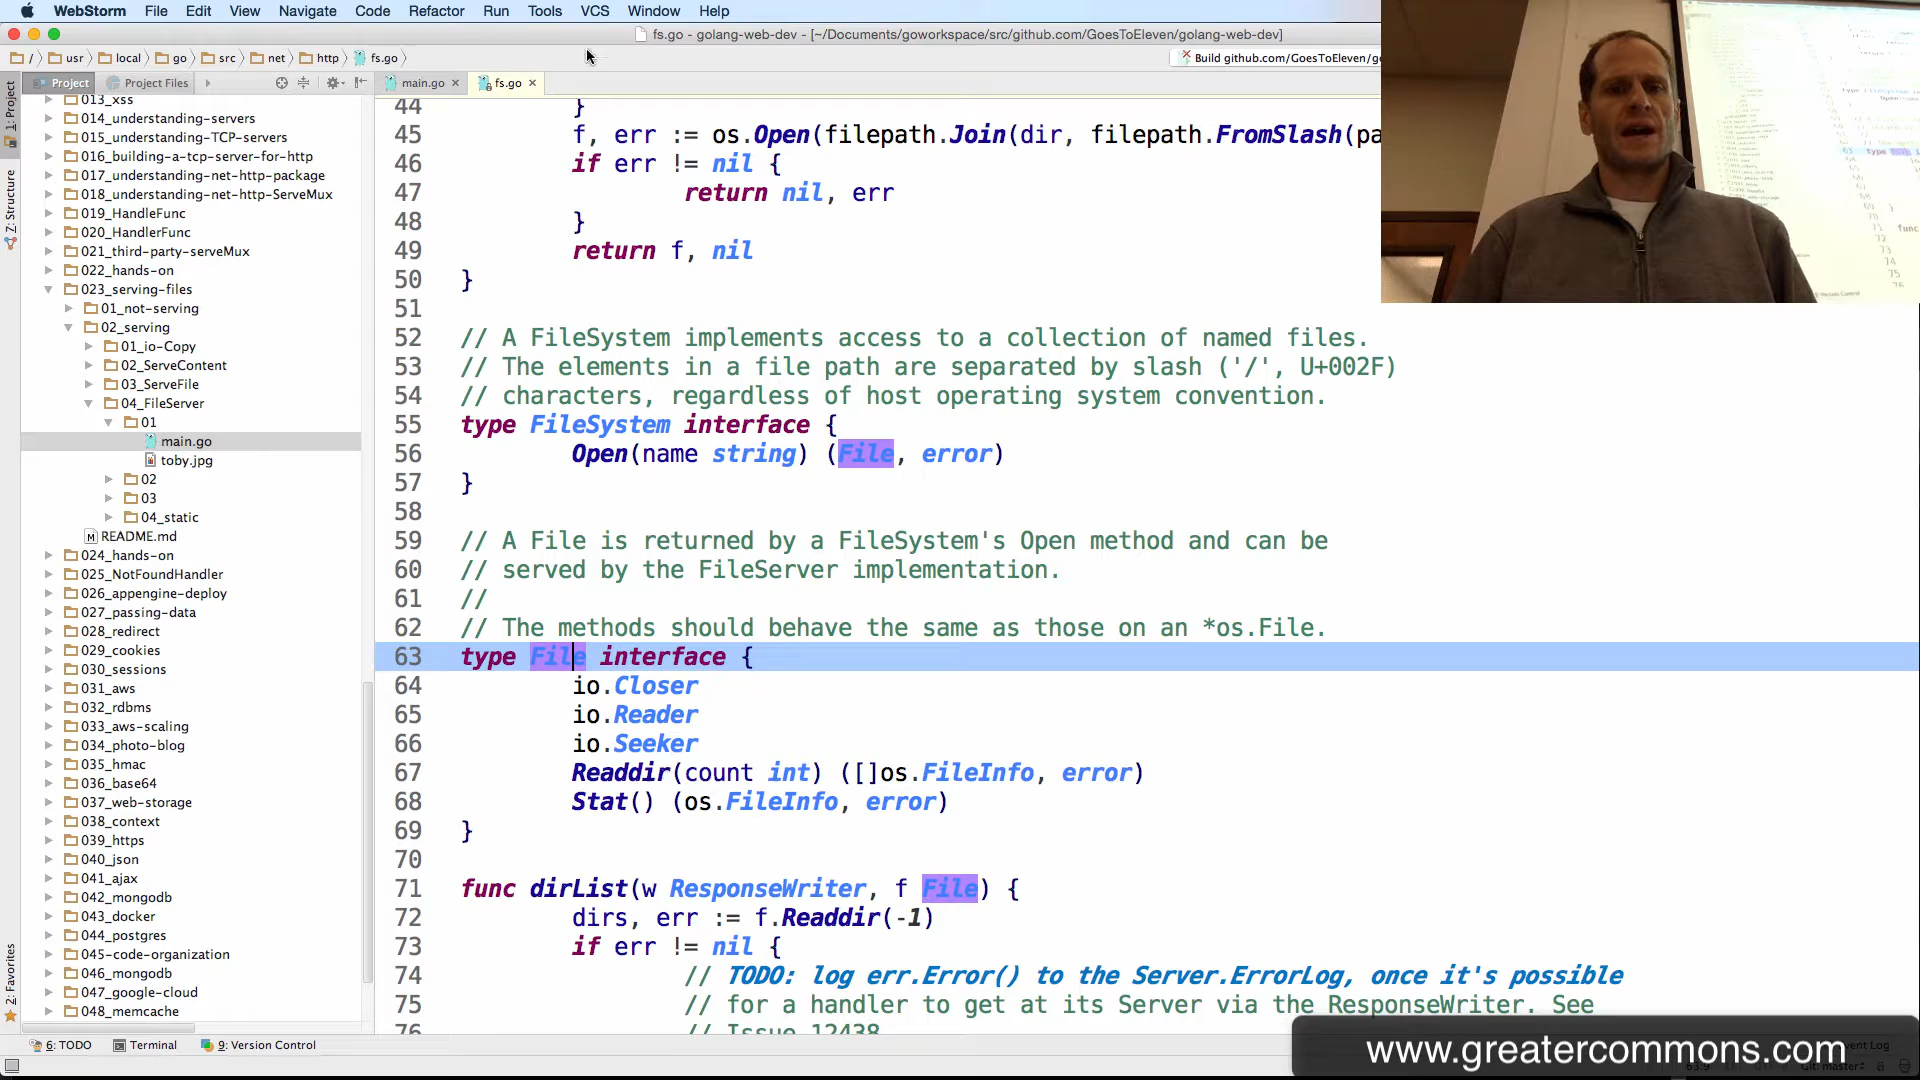 WebStorm File Edit View Navigate Code Refactor Run Tools VCS Window Help
fs.go - golang-web-dev - [~/Documents/goworkspace/src/github.com/GoesToEleven/golang-web-dev]
/ usr local go src net http fs.go
Build github.com/GoesToEleven/go
Project Project Files
main.go fs.go
1: Project
Z: Structure
2: Favorites
013_xss
014_understanding-servers
015_understanding-TCP-servers
016_building-a-tcp-server-for-http
017_understanding-net-http-package
018_understanding-net-http-ServeMux
019_HandleFunc
020_HandlerFunc
021_third-party-serveMux
022_hands-on
023_serving-files
01_not-serving
02_serving
01_io-Copy
02_ServeContent
03_ServeFile
04_FileServer
01
main.go
toby.jpg
02
03
04_static
README.md
024_hands-on
025_NotFoundHandler
026_appengine-deploy
027_passing-data
028_redirect
029_cookies
030_sessions
031_aws
032_rdbms
033_aws-scaling
034_photo-blog
035_hmac
036_base64
037_web-storage
038_context
039_https
040_json
041_ajax
042_mongodb
043_docker
044_postgres
045-code-organization
046_mongodb
047_google-cloud
048_memcache
44 }
45 f, err := os.Open(filepath.Join(dir, filepath.FromSlash(pa
46 if err != nil {
47 return nil, err
48 }
49 return f, nil
50 }
51
52 // A FileSystem implements access to a collection of named files.
53 // The elements in a file path are separated by slash ('/', U+002F)
54 // characters, regardless of host operating system convention.
55 type FileSystem interface {
56 Open(name string) (File, error)
57 }
58
59 // A File is returned by a FileSystem's Open method and can be
60 // served by the FileServer implementation.
61 //
62 // The methods should behave the same as those on an *os.File.
63 type File interface {
64 io.Closer
65 io.Reader
66 io.Seeker
67 Readdir(count int) ([]os.FileInfo, error)
68 Stat() (os.FileInfo, error)
69 }
70
71 func dirList(w ResponseWriter, f File) {
72 dirs, err := f.Readdir(-1)
73 if err != nil {
74 // TODO: log err.Error() to the Server.ErrorLog, once it's possible
75 // for a handler to get at its Server via the ResponseWriter. See
76 // Issue 12438
6: TODO Terminal 9: Version Control
www.greatercommons.com